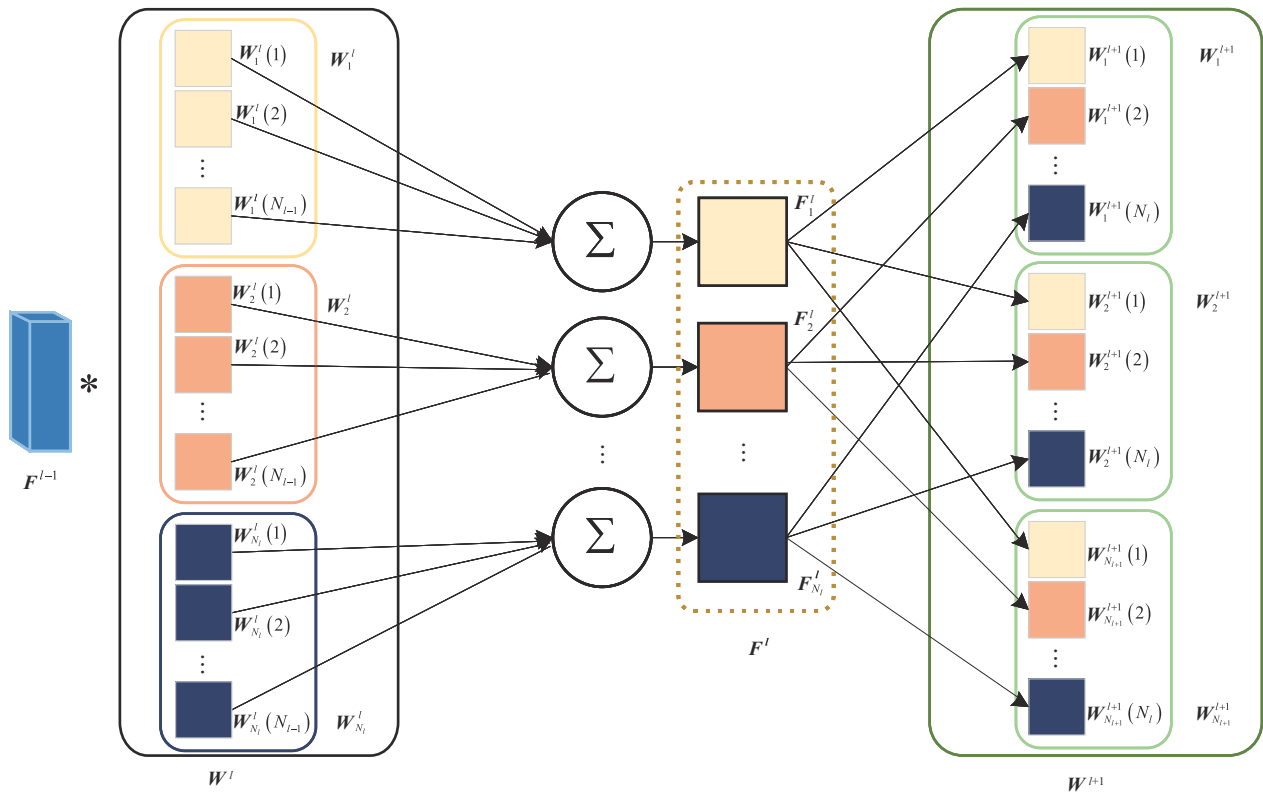 F^{l-1}
*
W_1^l(1)
W_1^l
W_1^l(2)
⋮
W_1^l(N_{l-1})
W_2^l(1)
W_2^l
W_2^l(2)
⋮
W_2^l(N_{l-1})
W_{N_l}^l(1)
W_{N_l}^l(2)
⋮
W_{N_l}^l(N_{l-1})
W_{N_l}^l
W^l
Σ
Σ
⋮
Σ
F_1^l
F_2^l
⋮
F_{N_l}^l
F^l
W_1^{l+1}(1)
W_1^{l+1}
W_1^{l+1}(2)
⋮
W_1^{l+1}(N_l)
W_2^{l+1}(1)
W_2^{l+1}
W_2^{l+1}(2)
⋮
W_2^{l+1}(N_l)
W_{N_{l+1}}^{l+1}(1)
W_{N_{l+1}}^{l+1}(2)
⋮
W_{N_{l+1}}^{l+1}(N_l)
W_{N_{l+1}}^{l+1}
W^{l+1}